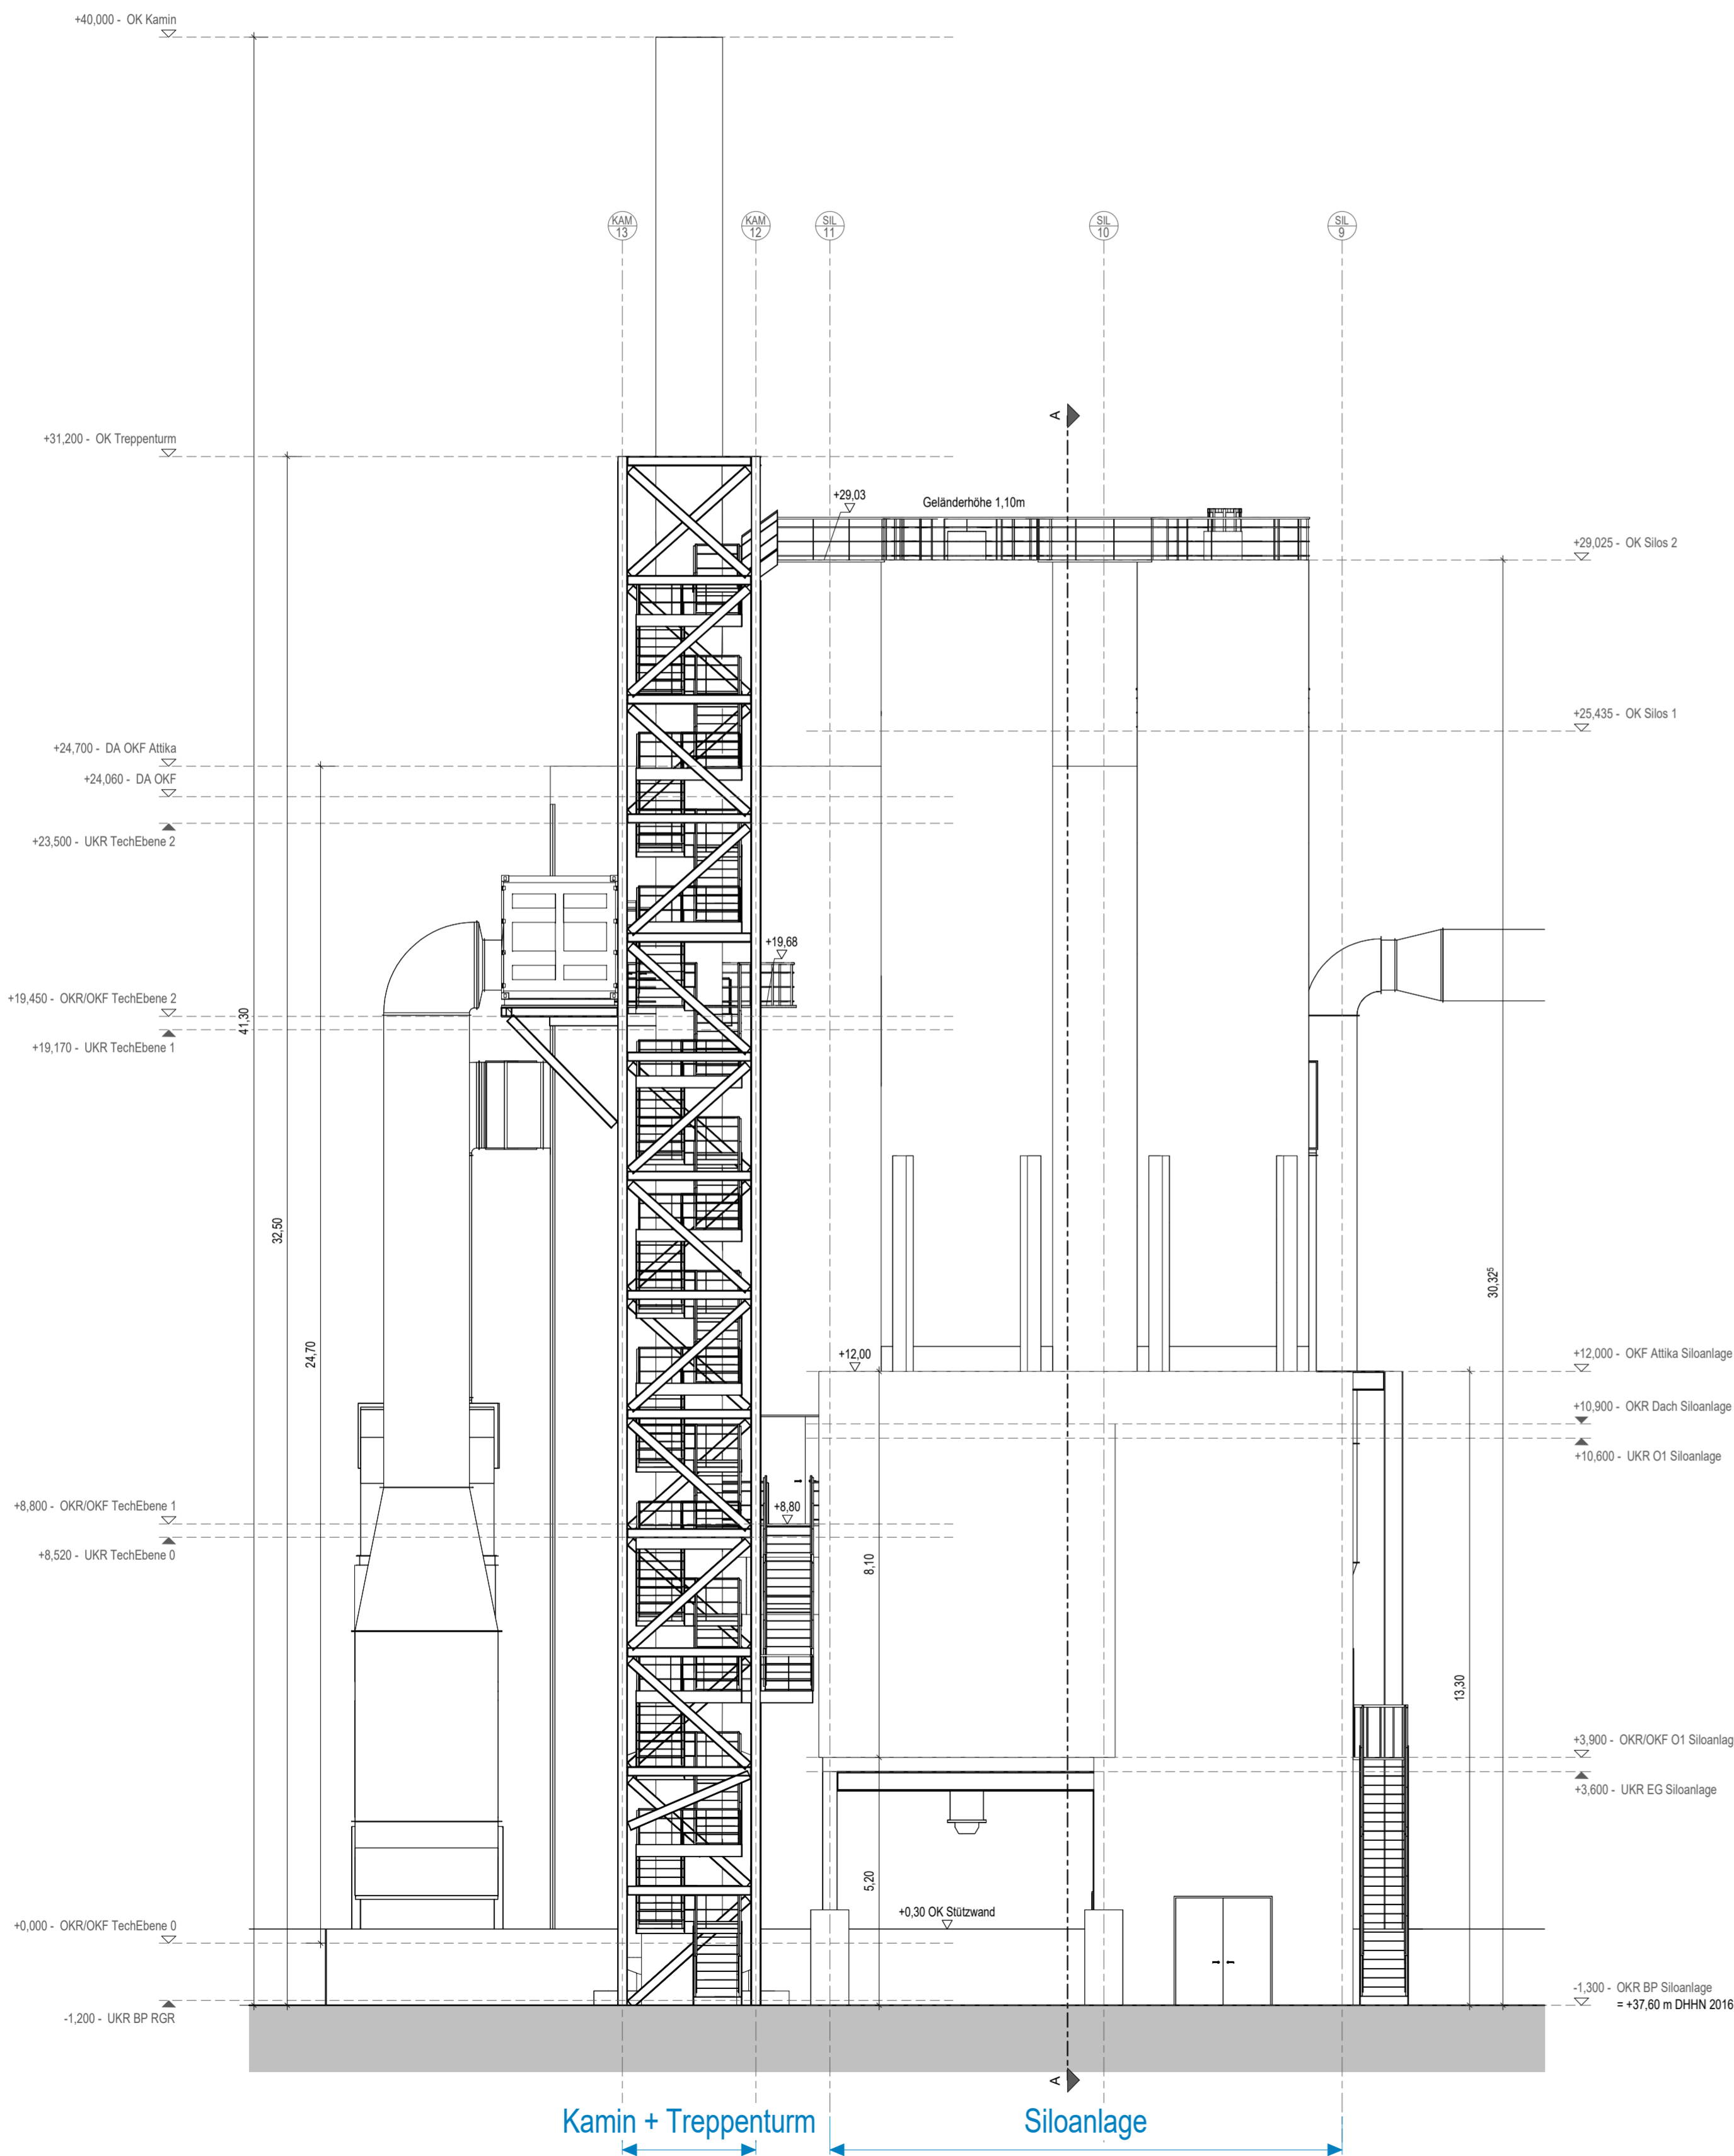 +40,000 - OK Kamin
KAM
13
KAM
12
SIL
11
SIL
10
SIL
9
A
+31,200 - OK Treppenturm
+29,03
Geländerhöhe 1,10m
+29,025 - OK Silos 2
+25,435 - OK Silos 1
+24,700 - DA OKF Attika
+24,060 - DA OKF
+23,500 - UKR TechEbene 2
+19,68
+19,450 - OKR/OKF TechEbene 2
+19,170 - UKR TechEbene 1
41,30
32,50
24,70
30,32⁵
+12,00
+12,000 - OKF Attika Siloanlage
+10,900 - OKR Dach Siloanlage
+10,600 - UKR O1 Siloanlage
+8,800 - OKR/OKF TechEbene 1
+8,80
+8,520 - UKR TechEbene 0
8,10
13,30
+3,900 - OKR/OKF O1 Siloanlag
+3,600 - UKR EG Siloanlage
5,20
+0,30 OK Stützwand
+0,000 - OKR/OKF TechEbene 0
-1,300 - OKR BP Siloanlage
= +37,60 m DHHN 2016
-1,200 - UKR BP RGR
A
Kamin + Treppenturm
Siloanlage